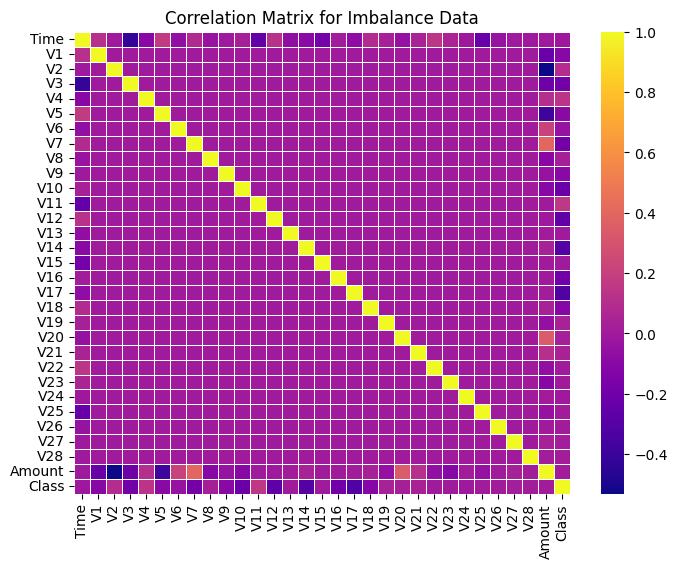 Correlation Matrix for Imbalance Data
Time
V1
V2
V3
V4
V5
V6
V7
V8
V9
V10
V11
V12
V13
V14
V15
V16
V17
V18
V19
V20
V21
V22
V23
V24
V25
V26
V27
V28
Amount
Class
Time
V1
V2
V3
V4
V5
V6
V7
V8
V9
V10
V11
V12
V13
V14
V15
V16
V17
V18
V19
V20
V21
V22
V23
V24
V25
V26
V27
V28
Amount
Class
1.0
0.8
0.6
0.4
0.2
0.0
−0.2
−0.4